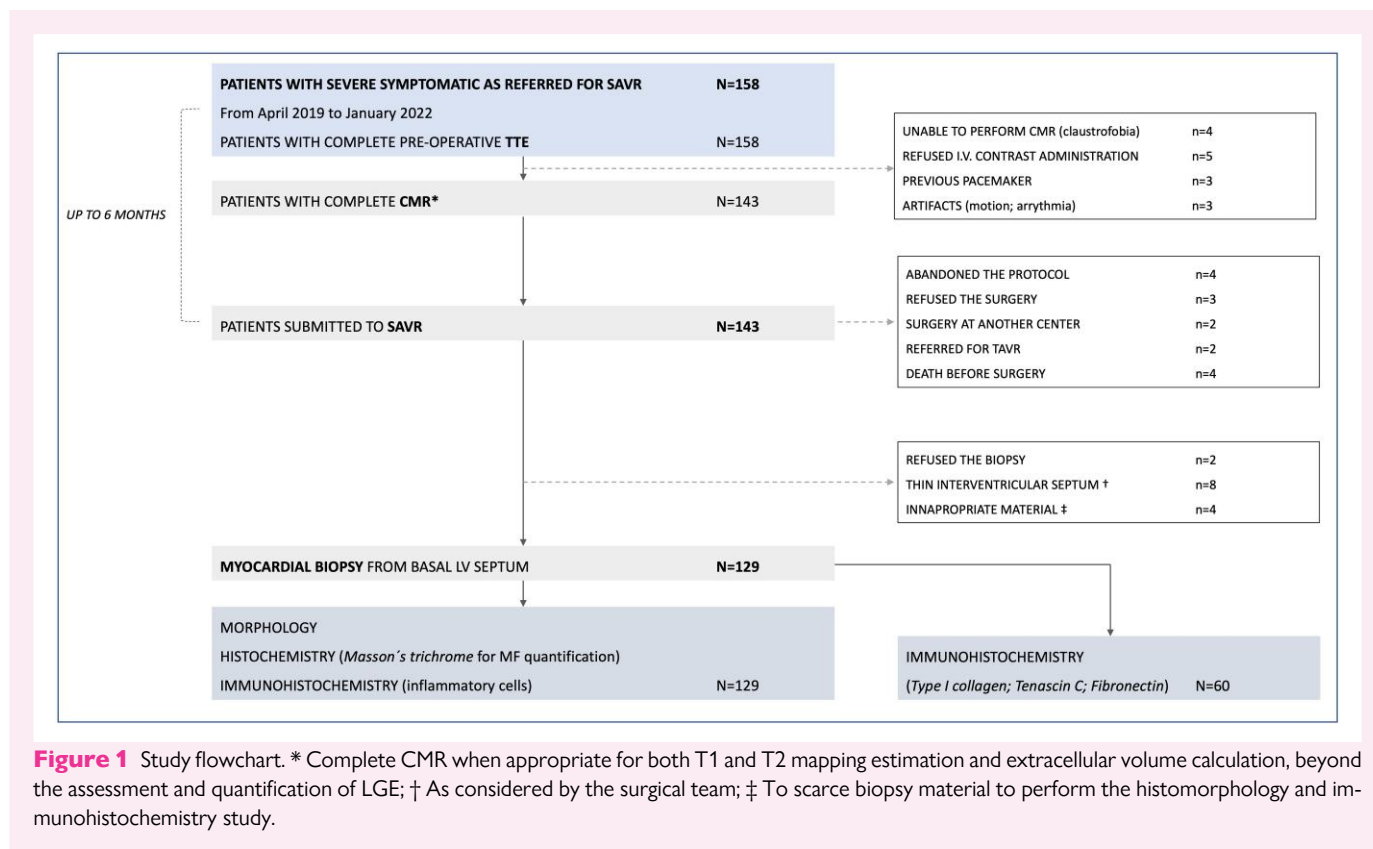 PATIENTS WITH SEVERE SYMPTOMATIC AS REFERRED FOR SAVR N=158
From April 2019 to January 2022
PATIENTS WITH COMPLETE PRE-OPERATIVE TTE N=158
UNABLE TO PERFORM CMR (claustrofobia) n=4
REFUSED I.V. CONTRAST ADMINISTRATION n=5
PREVIOUS PACEMAKER n=3
ARTIFACTS (motion; arrythmia) n=3
PATIENTS WITH COMPLETE CMR* N=143
UP TO 6 MONTHS
ABANDONED THE PROTOCOL n=4
REFUSED THE SURGERY n=3
SURGERY AT ANOTHER CENTER n=2
REFERRED FOR TAVR n=2
DEATH BEFORE SURGERY n=4
PATIENTS SUBMITTED TO SAVR N=143
REFUSED THE BIOPSY n=2
THIN INTERVENTRICULAR SEPTUM † n=8
INNAPROPRIATE MATERIAL ‡ n=4
MYOCARDIAL BIOPSY FROM BASAL LV SEPTUM N=129
MORPHOLOGY
HISTOCHEMISTRY (Masson´s trichrome for MF quantification)
IMMUNOHISTOCHEMISTRY (inflammatory cells) N=129
IMMUNOHISTOCHEMISTRY
(Type I collagen; Tenascin C; Fibronectin) N=60
Figure 1 Study flowchart. * Complete CMR when appropriate for both T1 and T2 mapping estimation and extracellular volume calculation, beyond
the assessment and quantification of LGE; † As considered by the surgical team; ‡ To scarce biopsy material to perform the histomorphology and im-
munohistochemistry study.